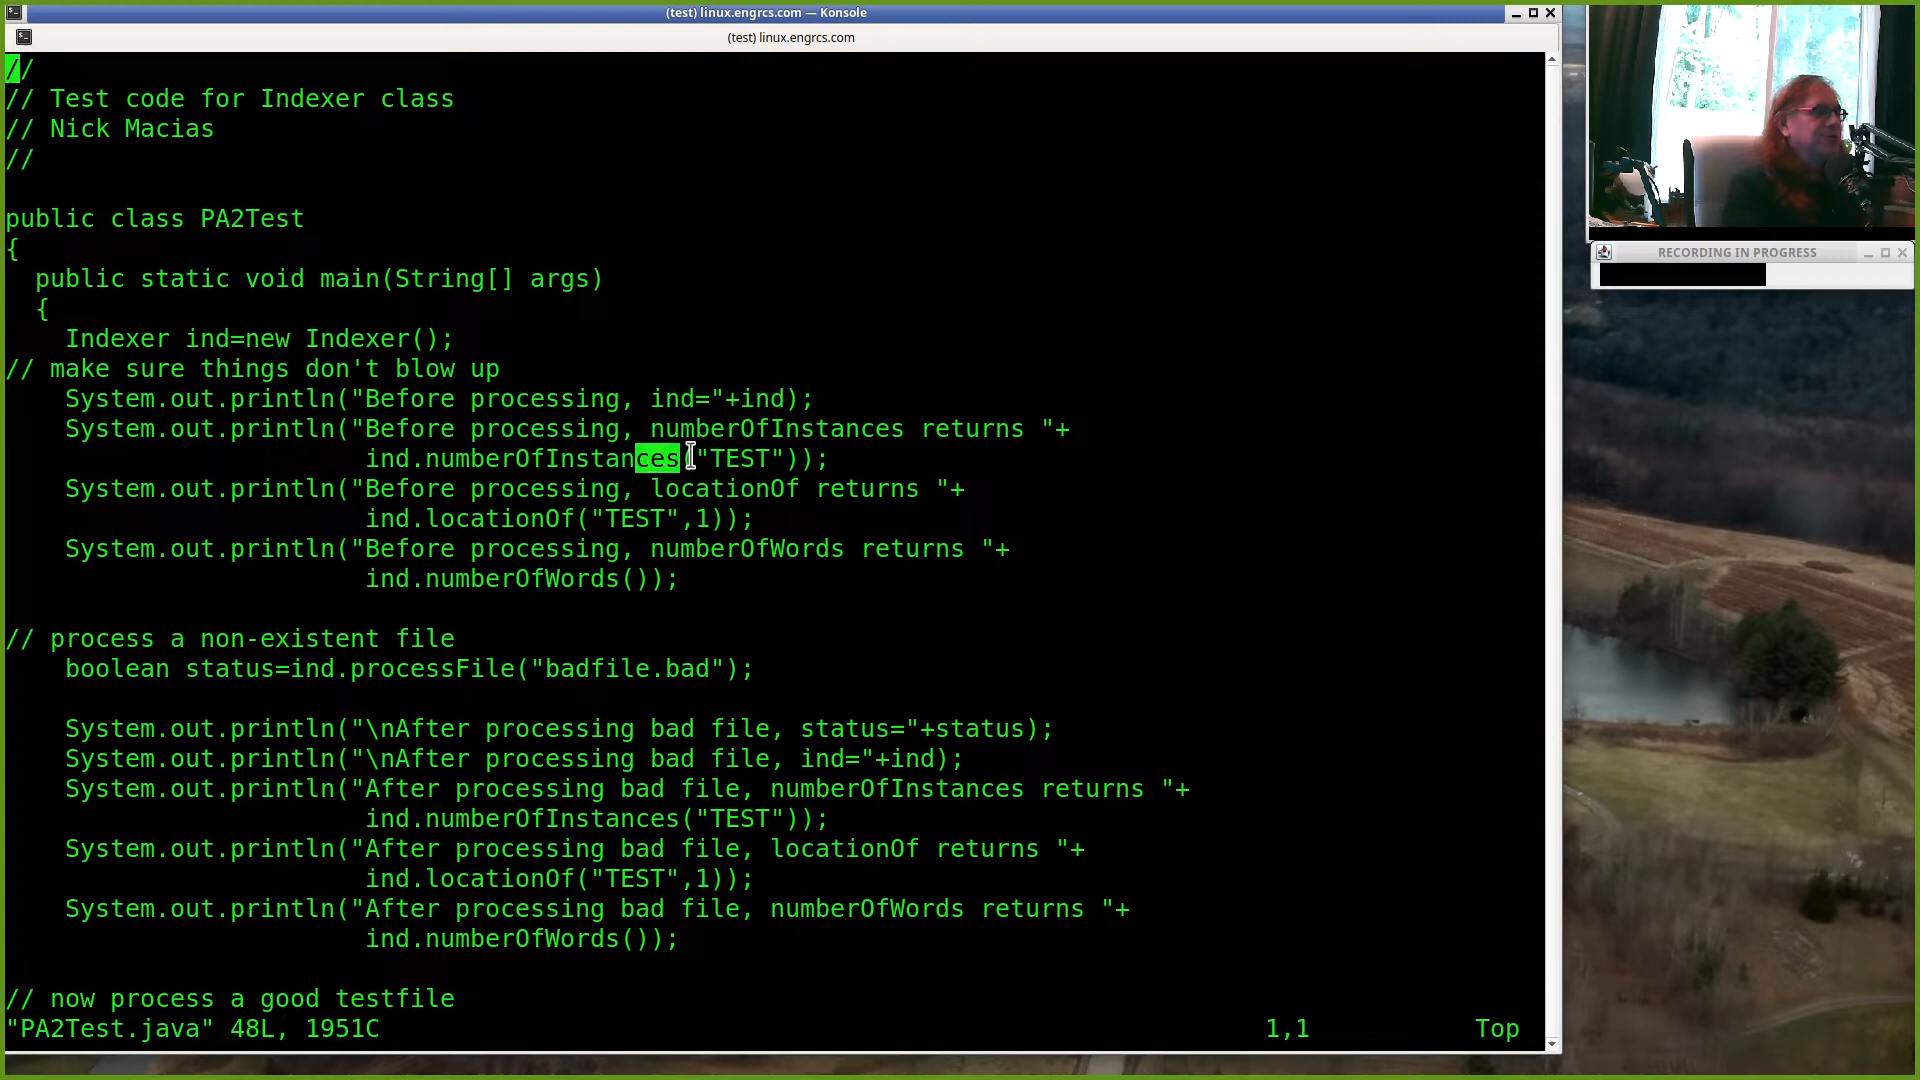 (test) linux.engrcs.com — Konsole
(test) linux.engrcs.com
//
// Test code for Indexer class
// Nick Macias
//
public class PA2Test
{
public static void main(String[] args)
{
Indexer ind=new Indexer();
// make sure things don't blow up
System.out.println("Before processing, ind="+ind);
System.out.println("Before processing, numberOfInstances returns "+
ind.numberOfInstances("TEST"));
System.out.println("Before processing, locationOf returns "+
ind.locationOf("TEST",1));
System.out.println("Before processing, numberOfWords returns "+
ind.numberOfWords());
// process a non-existent file
boolean status=ind.processFile("badfile.bad");
System.out.println("\nAfter processing bad file, status="+status);
System.out.println("\nAfter processing bad file, ind="+ind);
System.out.println("After processing bad file, numberOfInstances returns "+
ind.numberOfInstances("TEST"));
System.out.println("After processing bad file, locationOf returns "+
ind.locationOf("TEST",1));
System.out.println("After processing bad file, numberOfWords returns "+
ind.numberOfWords());
// now process a good testfile
"PA2Test.java" 48L, 1951C 1,1 Top
RECORDING IN PROGRESS